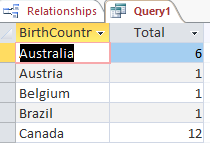 Relationships Query1
BirthCountr Total
Australia 6
Austria 1
Belgium 1
Brazil 1
Canada 12